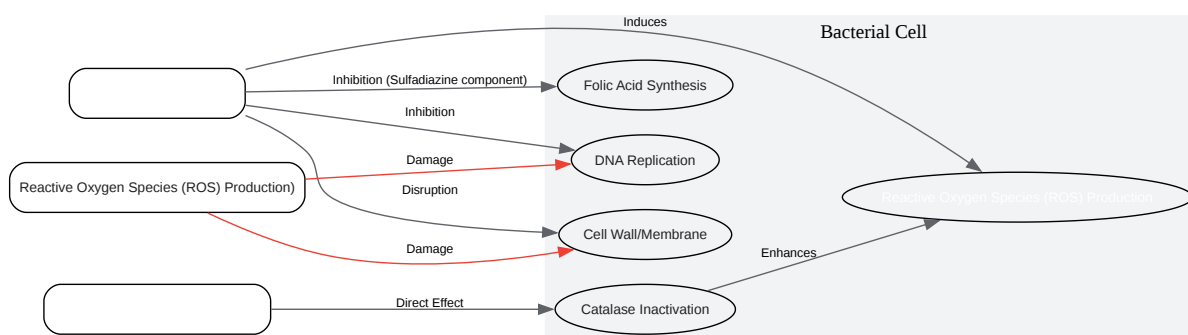 Induces
Bacterial Cell
Inhibition (Sulfadiazine component)
Folic Acid Synthesis
Inhibition
DNA Replication
Damage
Reactive Oxygen Species (ROS) Production)
Disruption
Reactive Oxygen Species (ROS) Production
Cell Wall/Membrane
Damage
Enhances
Direct Effect
Catalase Inactivation